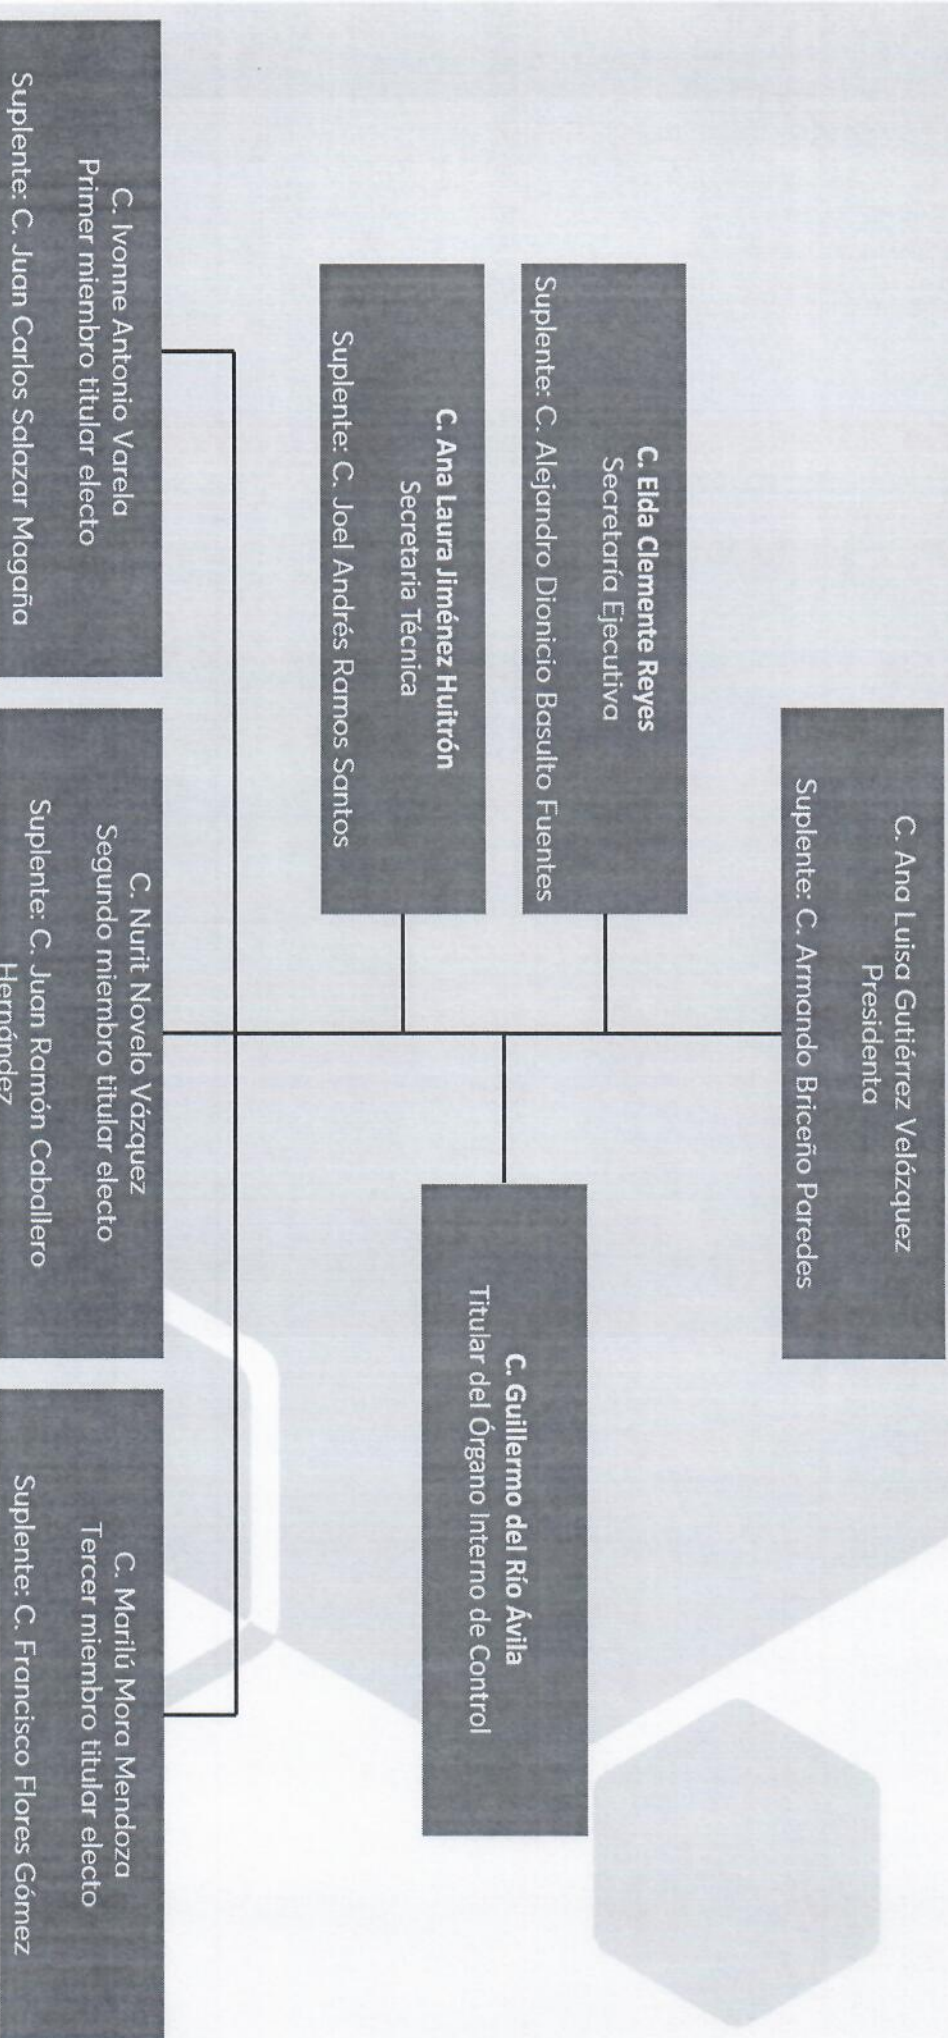 C. Ana Luisa Gutiérrez Velázquez
Presidenta
Suplente: C. Armando Briceño Paredes
C. Elda Clemente Reyes
Secretaría Ejecutiva
Suplente: C. Alejandro Dionicio Basulto Fuentes
C. Guillermo del Río Ávila
Titular del Órgano Interno de Control
C. Ana Laura Jiménez Huitrón
Secretaria Técnica
Suplente: C. Joel Andrés Ramos Santos
C. Ivonne Antonio Varela
Primer miembro titular electo
Suplente: C. Juan Carlos Salazar Magaña
C. Nurit Novelo Vázquez
Segundo miembro titular electo
Suplente: C. Juan Ramón Caballero
Hernández
C. Marilú Mora Mendoza
Tercer miembro titular electo
Suplente: C. Francisco Flores Gómez